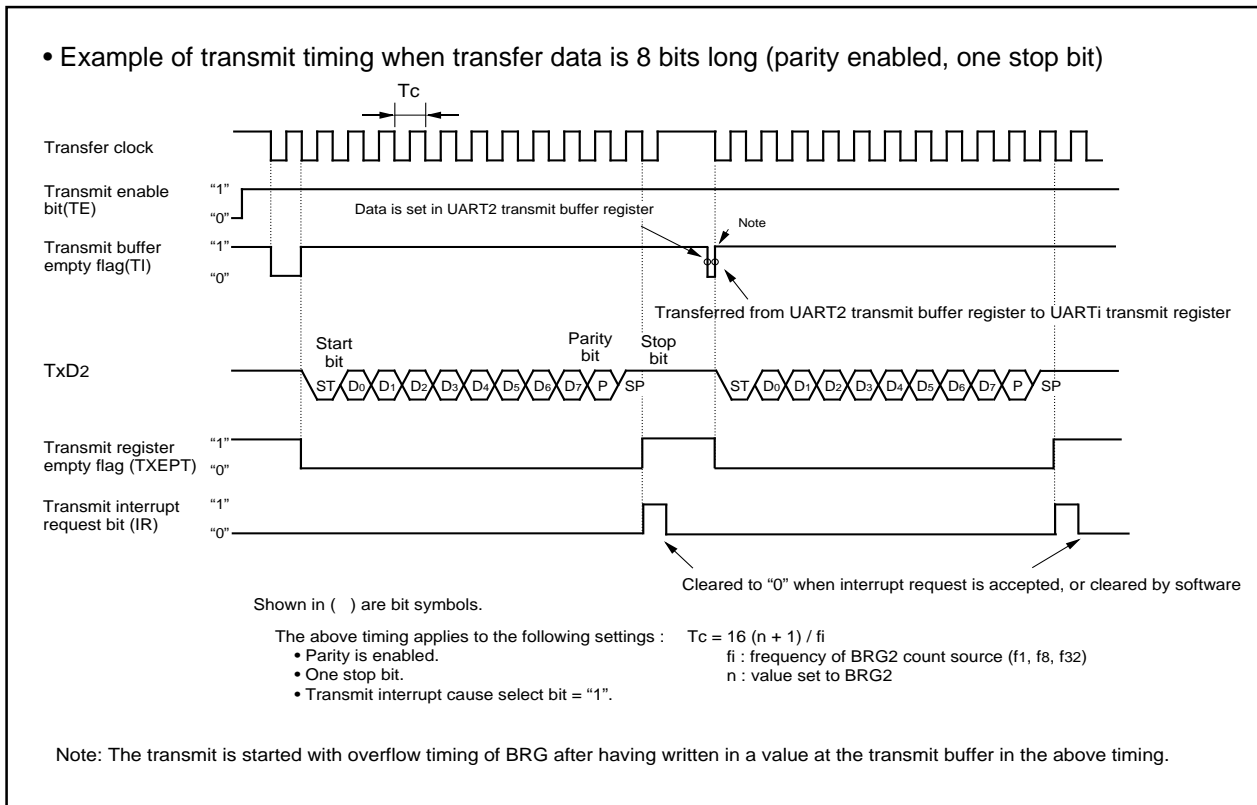 • Example of transmit timing when transfer data is 8 bits long (parity enabled, one stop bit)
Tc
Transfer clock
Transmit enable
bit(TE)
“1”
“0”
Data is set in UART2 transmit buffer register
Note
Transmit buffer
empty flag(TI)
“1”
“0”
Transferred from UART2 transmit buffer register to UARTi transmit register
Start
bit
Parity
bit
Stop
bit
TxD2
ST D0 D1 D2 D3 D4 D5 D6 D7 P SP ST D0 D1 D2 D3 D4 D5 D6 D7 P SP
Transmit register
empty flag (TXEPT)
“1”
“0”
Transmit interrupt
request bit (IR)
“1”
“0”
Cleared to “0” when interrupt request is accepted, or cleared by software
Shown in ( ) are bit symbols.
The above timing applies to the following settings :
• Parity is enabled.
• One stop bit.
• Transmit interrupt cause select bit = “1”.
Tc = 16 (n + 1) / fi
fi : frequency of BRG2 count source (f1, f8, f32)
n : value set to BRG2
Note: The transmit is started with overflow timing of BRG after having written in a value at the transmit buffer in the above timing.